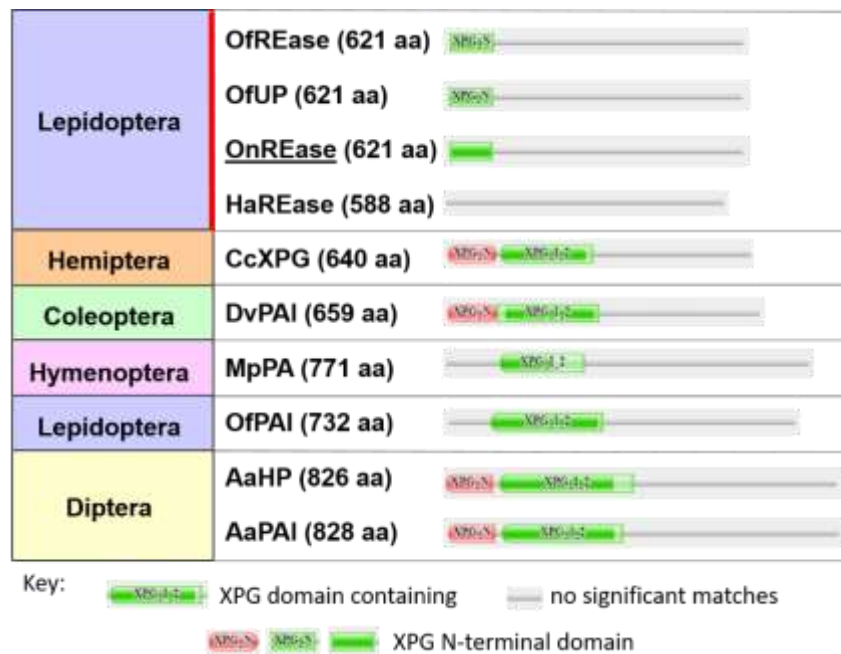 Lepidoptera
OfREase (621 aa)
OfUP (621 aa)
OnREase (621 aa)
HaREase (588 aa)
Hemiptera CcXPG (640 aa)
Coleoptera DvPAI (659 aa)
Hymenoptera MpPA (771 aa)
Lepidoptera OfPAI (732 aa)
Diptera
AaHP (826 aa)
AaPAI (828 aa)
Key:
XPG domain containing no significant matches
XPG N-terminal domain